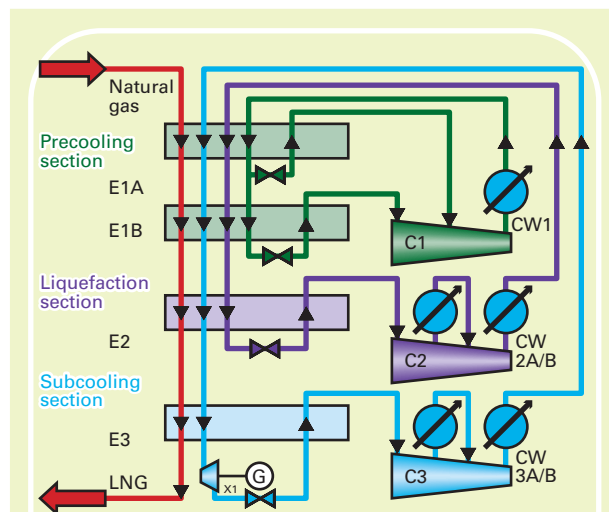 Natural
gas
Precooling
section
E1A
E1B
C1
CW1
Liquefaction
section
E2
C2
CW
2A/B
Subcooling
section
E3
C3
CW
3A/B
LNG
X1
G